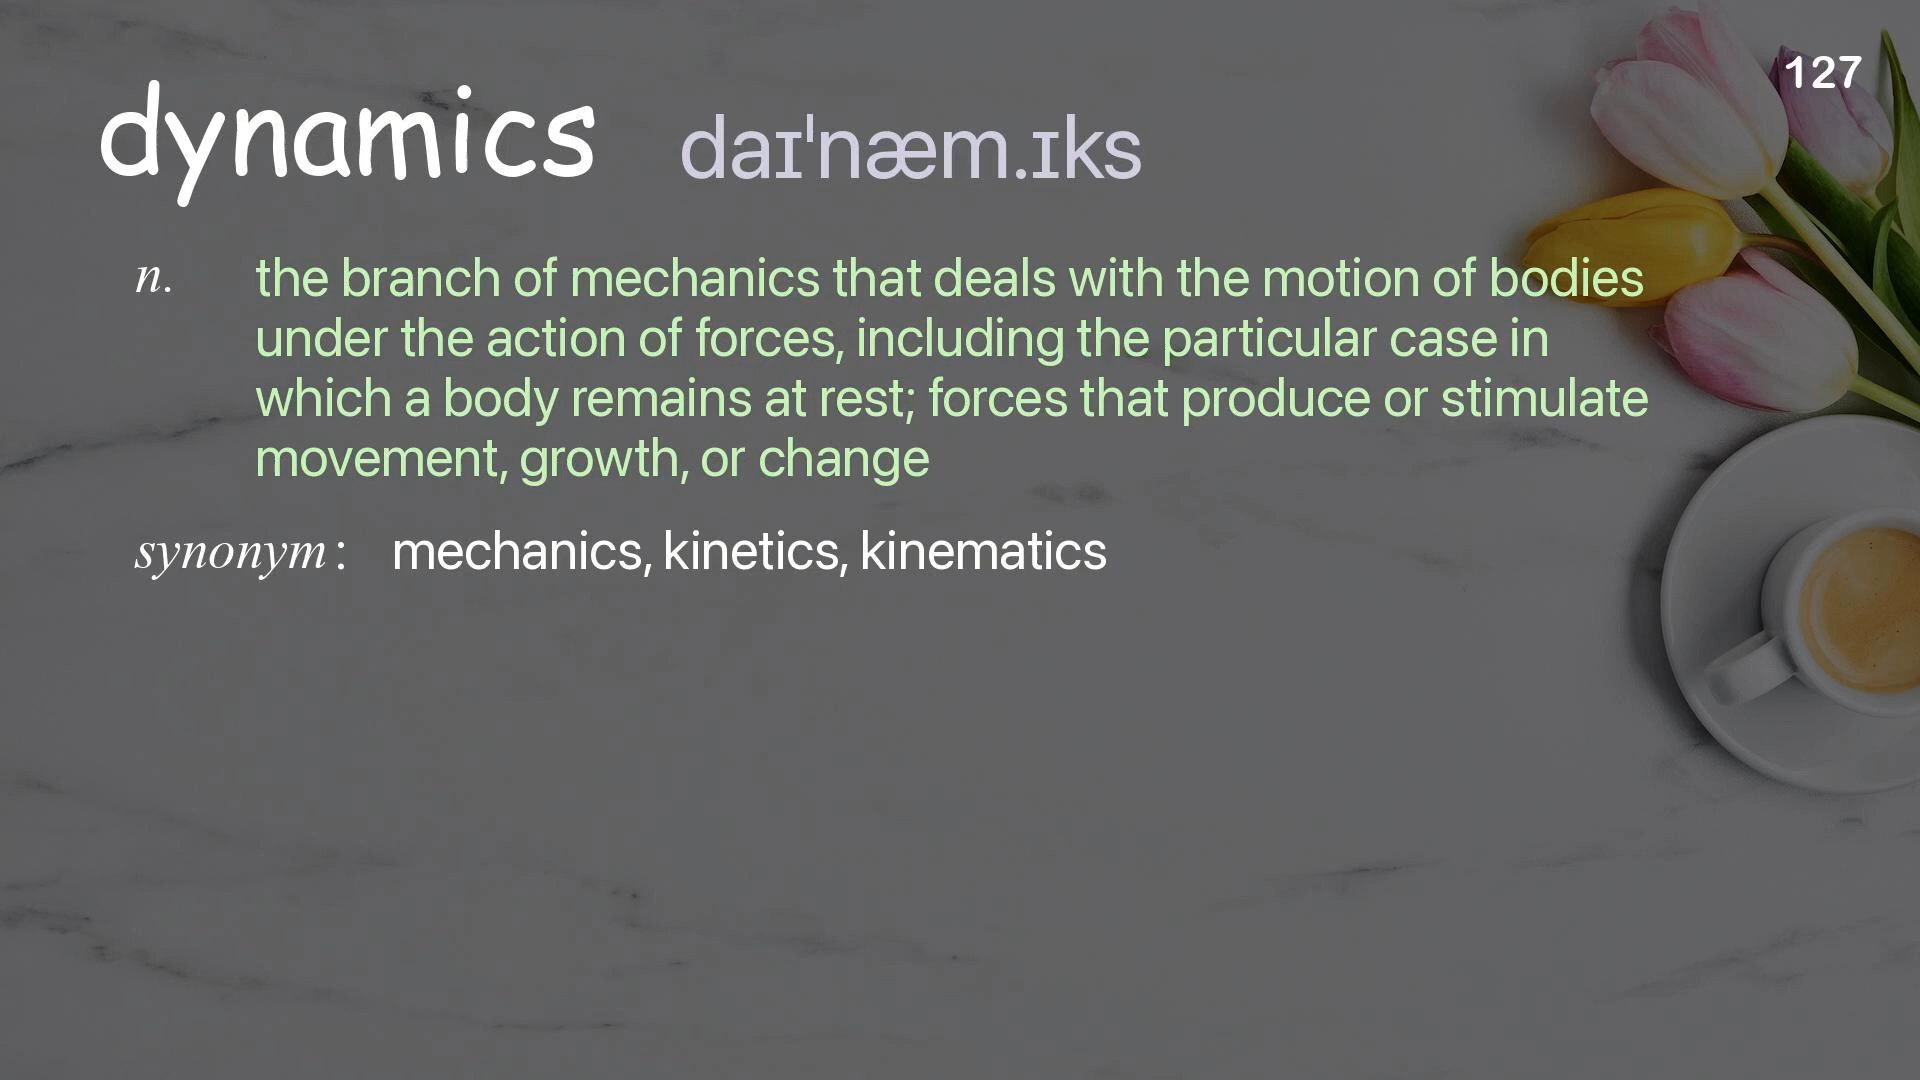 127
dynamics daɪˈnæm.ɪks
n. the branch of mechanics that deals with the motion of bodies
under the action of forces, including the particular case in
which a body remains at rest; forces that produce or stimulate
movement, growth, or change
synonym: mechanics, kinetics, kinematics